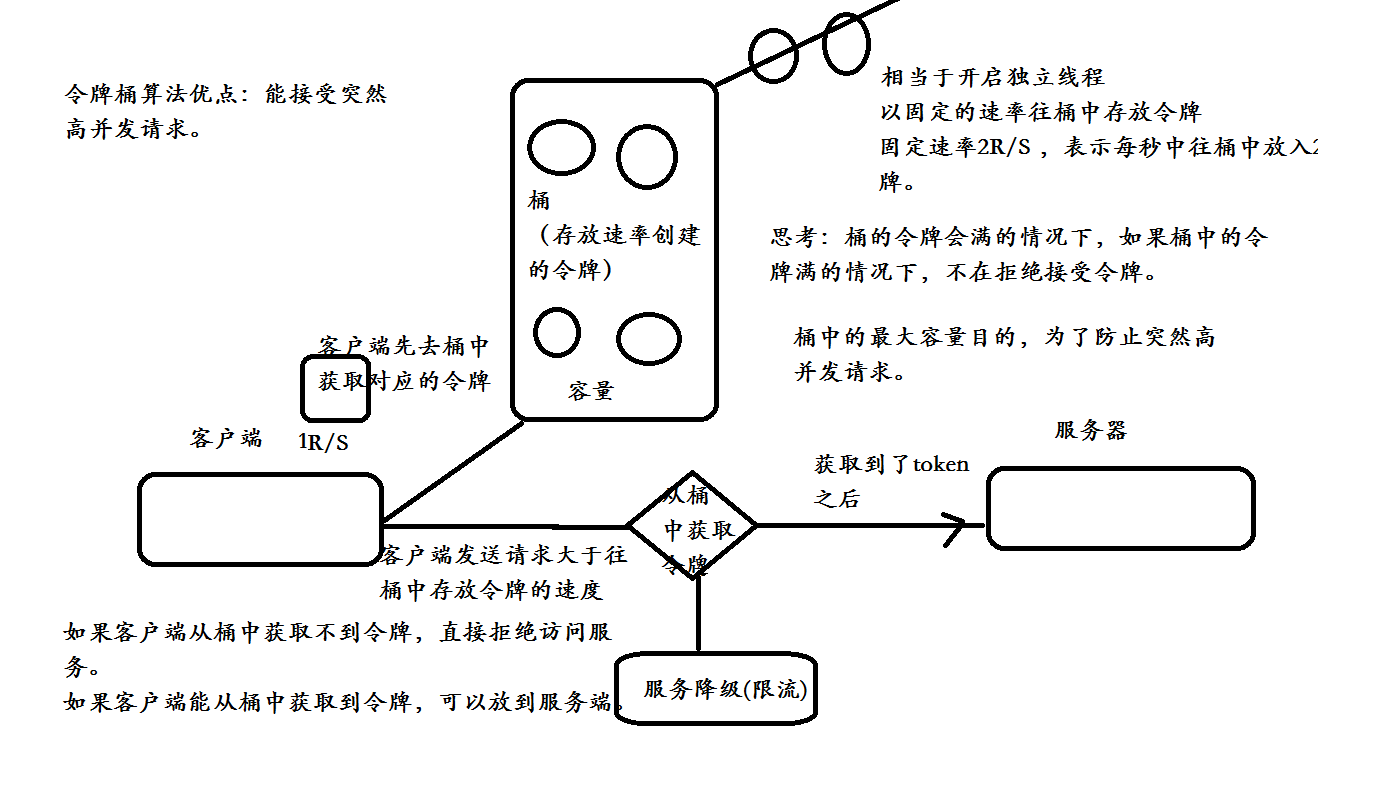 令牌桶算法优点：能接受突然
高并发请求。
相当于开启独立线程
以固定的速率往桶中存放令牌
固定速率2R/S ，表示每秒中往桶中放入2
牌。
桶
（存放速率创建
的令牌）
容量
思考：桶的令牌会满的情况下，如果桶中的令
牌满的情况下，不在拒绝接受令牌。
桶中的最大容量目的，为了防止突然高
并发请求。
客户端先去桶中
获取对应的令牌
客户端
1R/S
服务器
获取到了token
之后
从桶
中获取
令牌
客户端发送请求大于往
桶中存放令牌的速度
如果客户端从桶中获取不到令牌，直接拒绝访问服
务。
如果客户端能从桶中获取到令牌，可以放到服务端。
服务降级(限流)